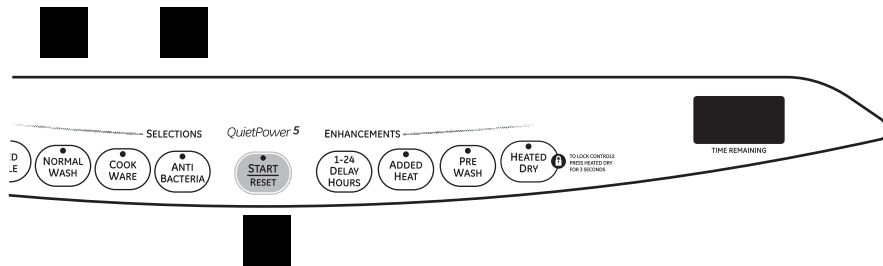 SELECTIONS
QuietPower 5
ENHANCEMENTS
NORMAL
WASH
COOK
WARE
ANTI
BACTERIA
START
RESET
1-24
DELAY
HOURS
ADDED
HEAT
PRE
WASH
HEATED
DRY
TO LOCK CONTROLS
PRESS HEATED DRY
FOR 3 SECONDS
TIME REMAINING